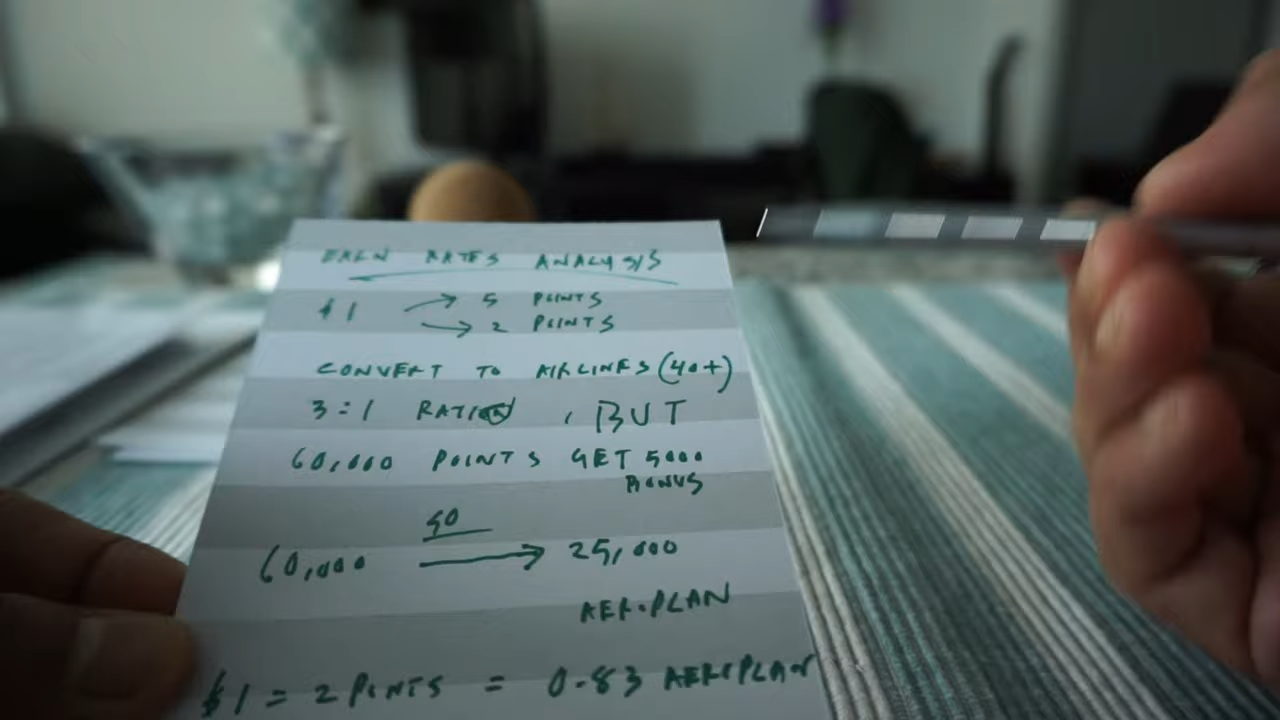 EARN RATES ANALYSIS
$1 → 5 POINTS
→ 2 POINTS
CONVERT TO AIRLINES (40+)
3:1 RATIO, BUT
60,000 POINTS GET 5000
BONUS
SO
60,000 → 25,000
AEROPLAN
$1 = 2 POINTS = 0.83 AEROPLAN